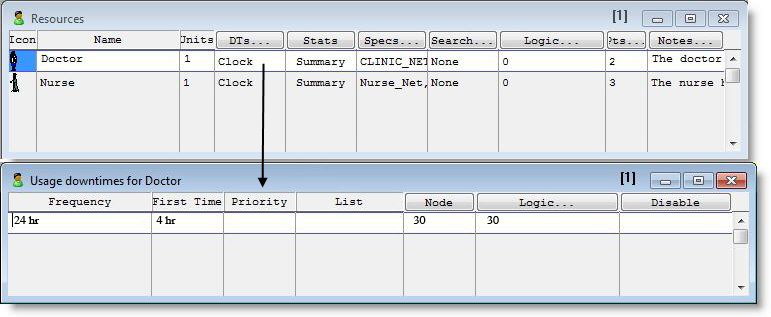 Resources [1]
Icon Name Units DTs... Stats Specs... Search... Logic... Pts... Notes...
Doctor 1 Clock Summary CLINIC_NET None 0 2 The doctor
Nurse 1 Clock Summary Nurse_Net, None 0 3 The nurse
Usage downtimes for Doctor [1]
Frequency First Time Priority List Node Logic... Disable
24 hr 4 hr 30 30